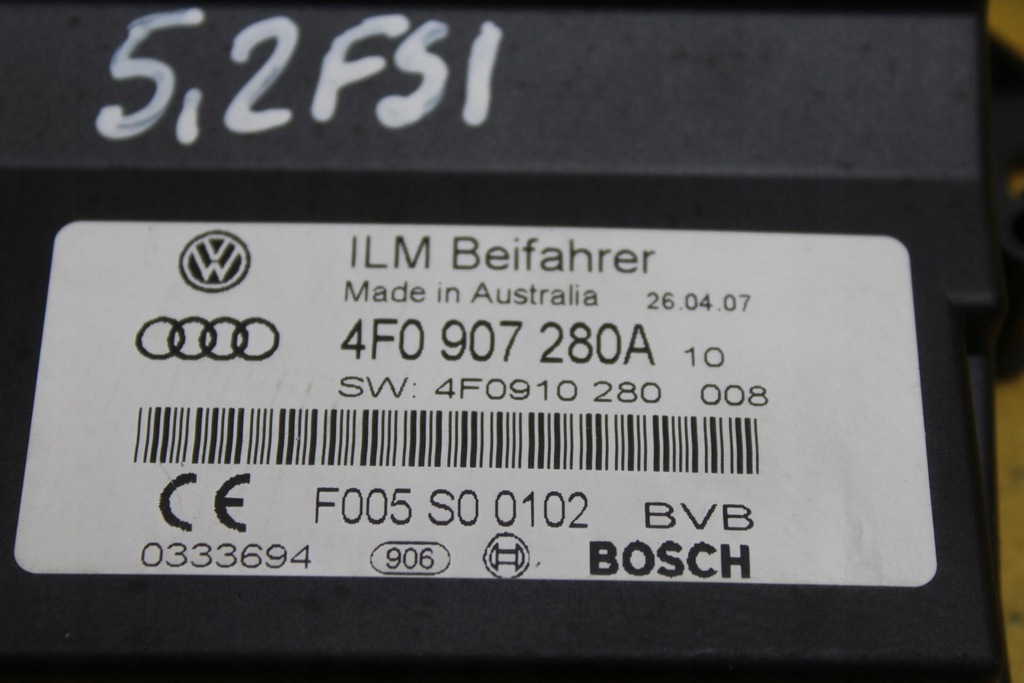 5,2FSI
ILM Beifahrer
Made in Australia 26.04.07
4F0 907 280A 10
SW: 4F0910 280 008
CE F005 S0 0102 BVB
0333694 906 BOSCH